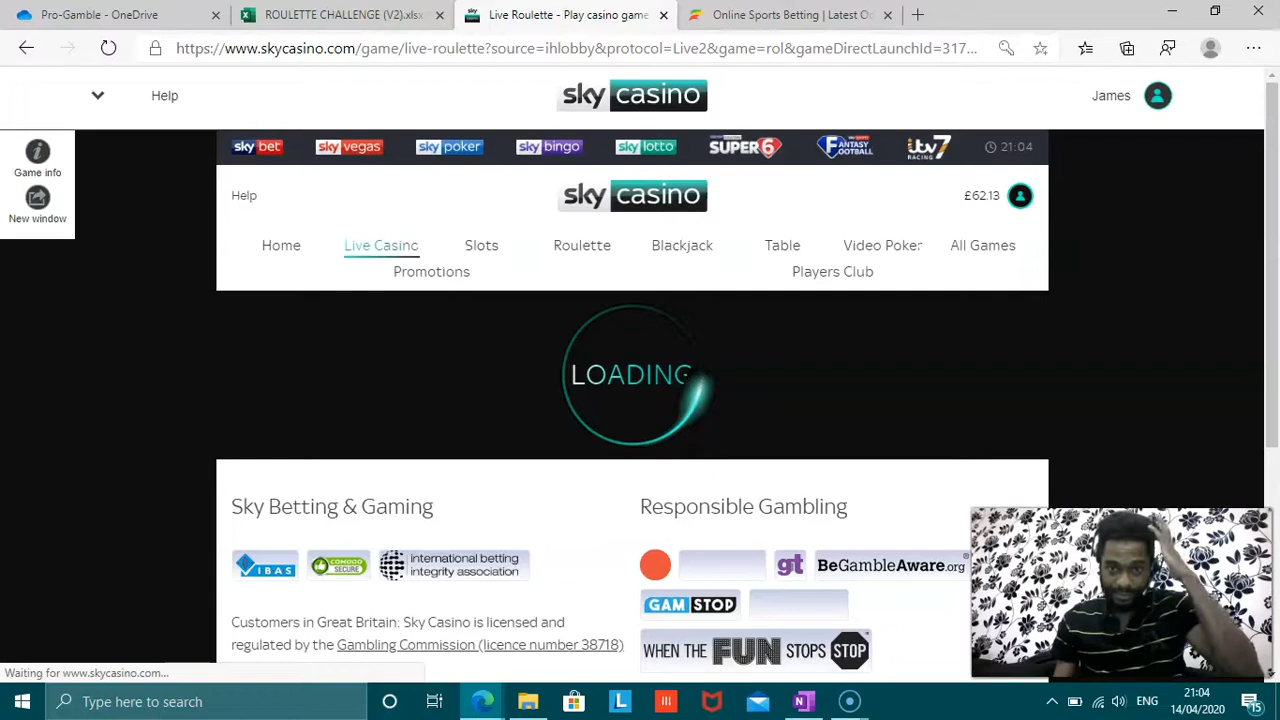 Pro-Gamble - OneDrive
ROULETTE CHALLENGE (V2).xlsx
Live Roulette - Play casino game
Online Sports Betting | Latest Od
https://www.skycasino.com/game/live-roulette?source=ihlobby&protocol=Live2&game=rol&gameDirectLaunchId=317...
Help
sky casino
James
Game info
New window
sky bet
sky vegas
sky poker
sky bingo
sky lotto
SUPER 6
FANTASY FOOTBALL
itv7 RACING
21:04
Help
sky casino
£62.13
Home
Live Casino
Slots
Roulette
Blackjack
Table
Video Poker
All Games
Promotions
Players Club
LOADING
Sky Betting & Gaming
Responsible Gambling
IBAS
COMODO SECURE
international betting integrity association
gt
BeGambleAware.org
GAMSTOP
Customers in Great Britain: Sky Casino is licensed and
regulated by the Gambling Commission (licence number 38718)
WHEN THE FUN STOPS STOP
Waiting for www.skycasino.com...
Type here to search
ENG
21:04
14/04/2020
15